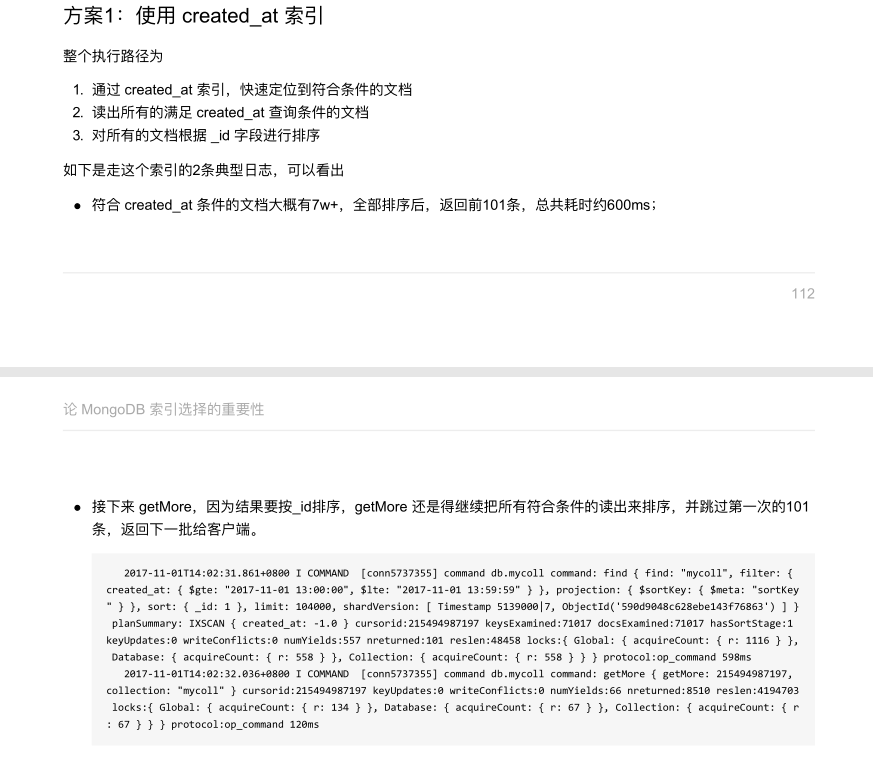 方案1：使用 created_at 索引
整个执行路径为
1. 通过 created_at 索引，快速定位到符合条件的文档
2. 读出所有的满足 created_at 查询条件的文档
3. 对所有的文档根据 _id 字段进行排序
如下是走这个索引的2条典型日志，可以看出
● 符合 created_at 条件的文档大概有7w+，全部排序后，返回前101条，总共耗时约600ms；
112
论 MongoDB 索引选择的重要性
● 接下来 getMore，因为结果要按_id排序，getMore 还是得继续把所有符合条件的读出来排序，并跳过第一次的101
条，返回下一批给客户端。
2017-11-01T14:02:31.861+0800 I COMMAND  [conn5737355] command db.mycoll command: find { find: "mycoll", filter: {
created_at: { $gte: "2017-11-01 13:00:00", $lte: "2017-11-01 13:59:59" } }, projection: { $sortKey: { $meta: "sortKey
" } }, sort: { _id: 1 }, limit: 104000, shardVersion: [ Timestamp 5139000|7, ObjectId('590d9048c628ebe143f76863') ] }
planSummary: IXSCAN { created_at: -1.0 } cursorid:215494987197 keysExamined:71017 docsExamined:71017 hasSortStage:1
keyUpdates:0 writeConflicts:0 numYields:557 nreturned:101 reslen:48458 locks:{ Global: { acquireCount: { r: 1116 } },
Database: { acquireCount: { r: 558 } }, Collection: { acquireCount: { r: 558 } } } protocol:op_command 598ms
2017-11-01T14:02:32.036+0800 I COMMAND  [conn5737355] command db.mycoll command: getMore { getMore: 215494987197,
collection: "mycoll" } cursorid:215494987197 keyUpdates:0 writeConflicts:0 numYields:66 nreturned:8510 reslen:4194703
locks:{ Global: { acquireCount: { r: 134 } }, Database: { acquireCount: { r: 67 } }, Collection: { acquireCount: { r
: 67 } } } protocol:op_command 120ms